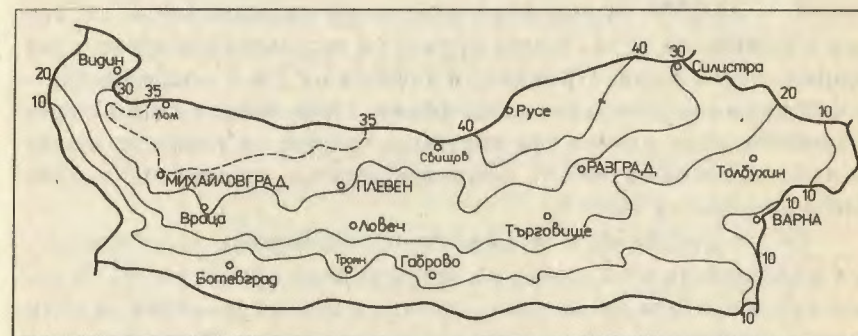 40
30
Силистра
Видин
20
10
30
35
Лом
35
40
Русе
20
10
Свищов
МИХАЙЛОВГРАД
ПЛЕВЕН
РАЗГРАД
Толбухин
Враца
Ловеч
Търговище
10
10
ВАРНА
Ботевград
Троян
Габрово
10
10